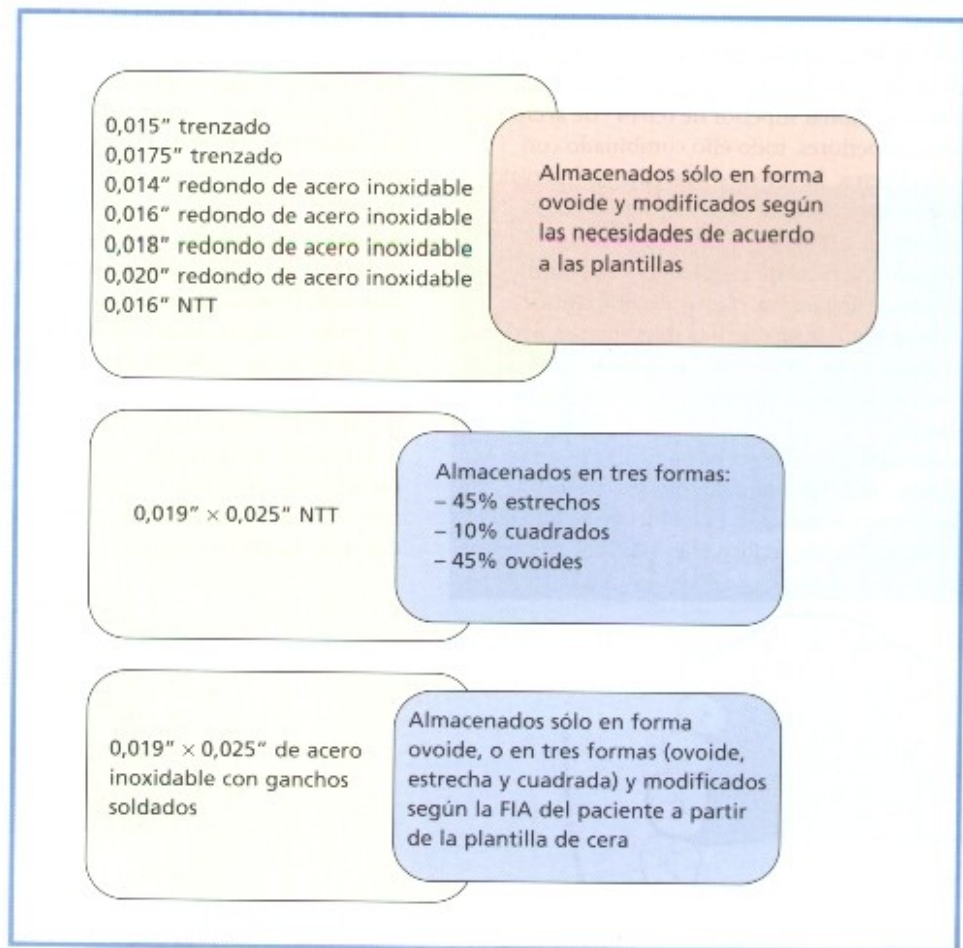 0,015" trenzado
0,0175" trenzado
0,014" redondo de acero inoxidable
0,016" redondo de acero inoxidable
0,018" redondo de acero inoxidable
0,020" redondo de acero inoxidable
0,016" NTT
Almacenados sólo en forma
ovoide y modificados según
las necesidades de acuerdo
a las plantillas
0,019" × 0,025" NTT
Almacenados en tres formas:
– 45% estrechos
– 10% cuadrados
– 45% ovoides
0,019" × 0,025" de acero
inoxidable con ganchos
soldados
Almacenados sólo en forma
ovoide, o en tres formas (ovoide,
estrecha y cuadrada) y modificados
según la FIA del paciente a partir
de la plantilla de cera